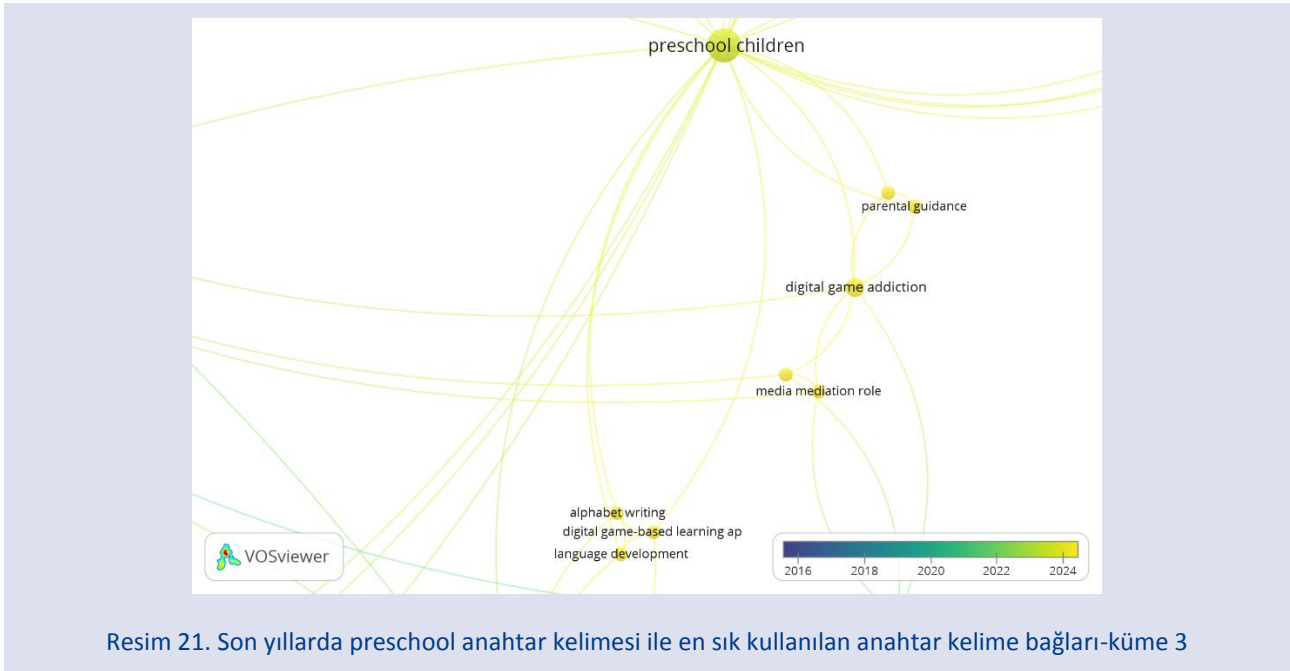 preschool children
parental guidance
digital game addiction
media mediation role
alphabet writing
digital game-based learning ap
language development
VOSviewer
2016 2018 2020 2022 2024
Resim 21. Son yıllarda preschool anahtar kelimesi ile en sık kullanılan anahtar kelime bağları-küme 3